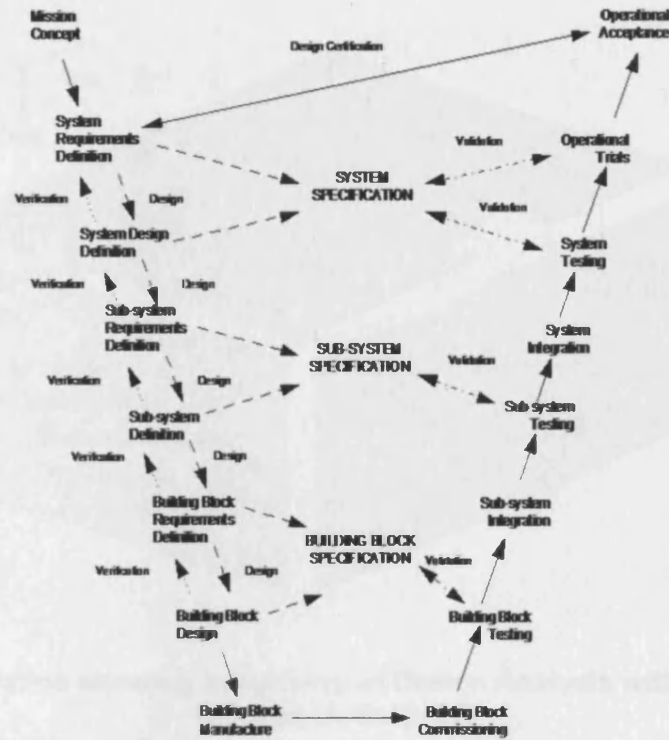 Mission
Concept
Operational
Acceptance
Design Certification
System
Requirements
Definition
Operational
Trials
Validation
SYSTEM
SPECIFICATION
Verification
Design
Validation
System Design
Definition
System
Testing
Verification
Design
Sub-system
Requirements
Definition
System
Integration
SUB-SYSTEM
SPECIFICATION
Validation
Verification
Design
Sub-system
Definition
Sub-system
Testing
Verification
Design
Building Block
Requirements
Definition
Sub-system
Integration
BUILDING BLOCK
SPECIFICATION
Validation
Verification
Design
Building Block
Design
Building Block
Testing
Building Block
Manufacture
Building Block
Commissioning